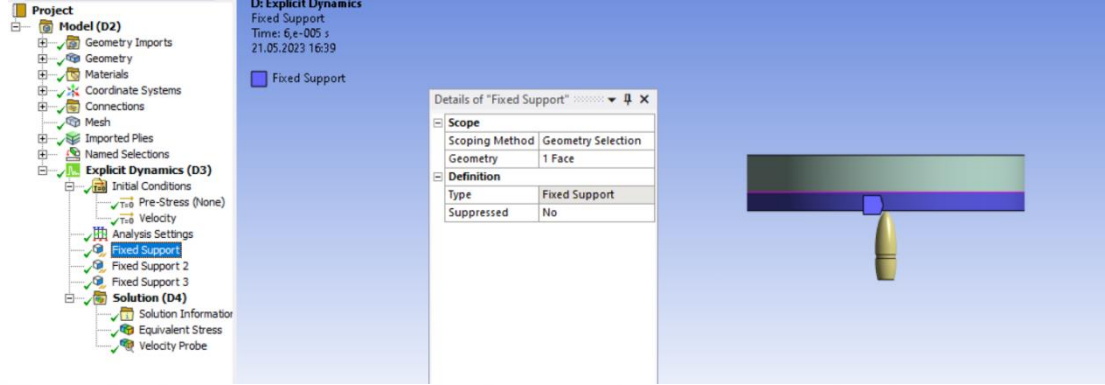 Project
Model (D2)
Geometry Imports
Geometry
Materials
Coordinate Systems
Connections
Mesh
Imported Plies
Named Selections
Explicit Dynamics (D3)
Initial Conditions
T=0 Pre-Stress (None)
T=0 Velocity
Analysis Settings
Fixed Support
Fixed Support 2
Fixed Support 3
Solution (D4)
Solution Information
Equivalent Stress
Velocity Probe
D: Explicit Dynamics
Fixed Support
Time: 6,e-005 s
21.05.2023 16:39
Fixed Support
Details of "Fixed Support"
Scope
Scoping Method Geometry Selection
Geometry 1 Face
Definition
Type Fixed Support
Suppressed No